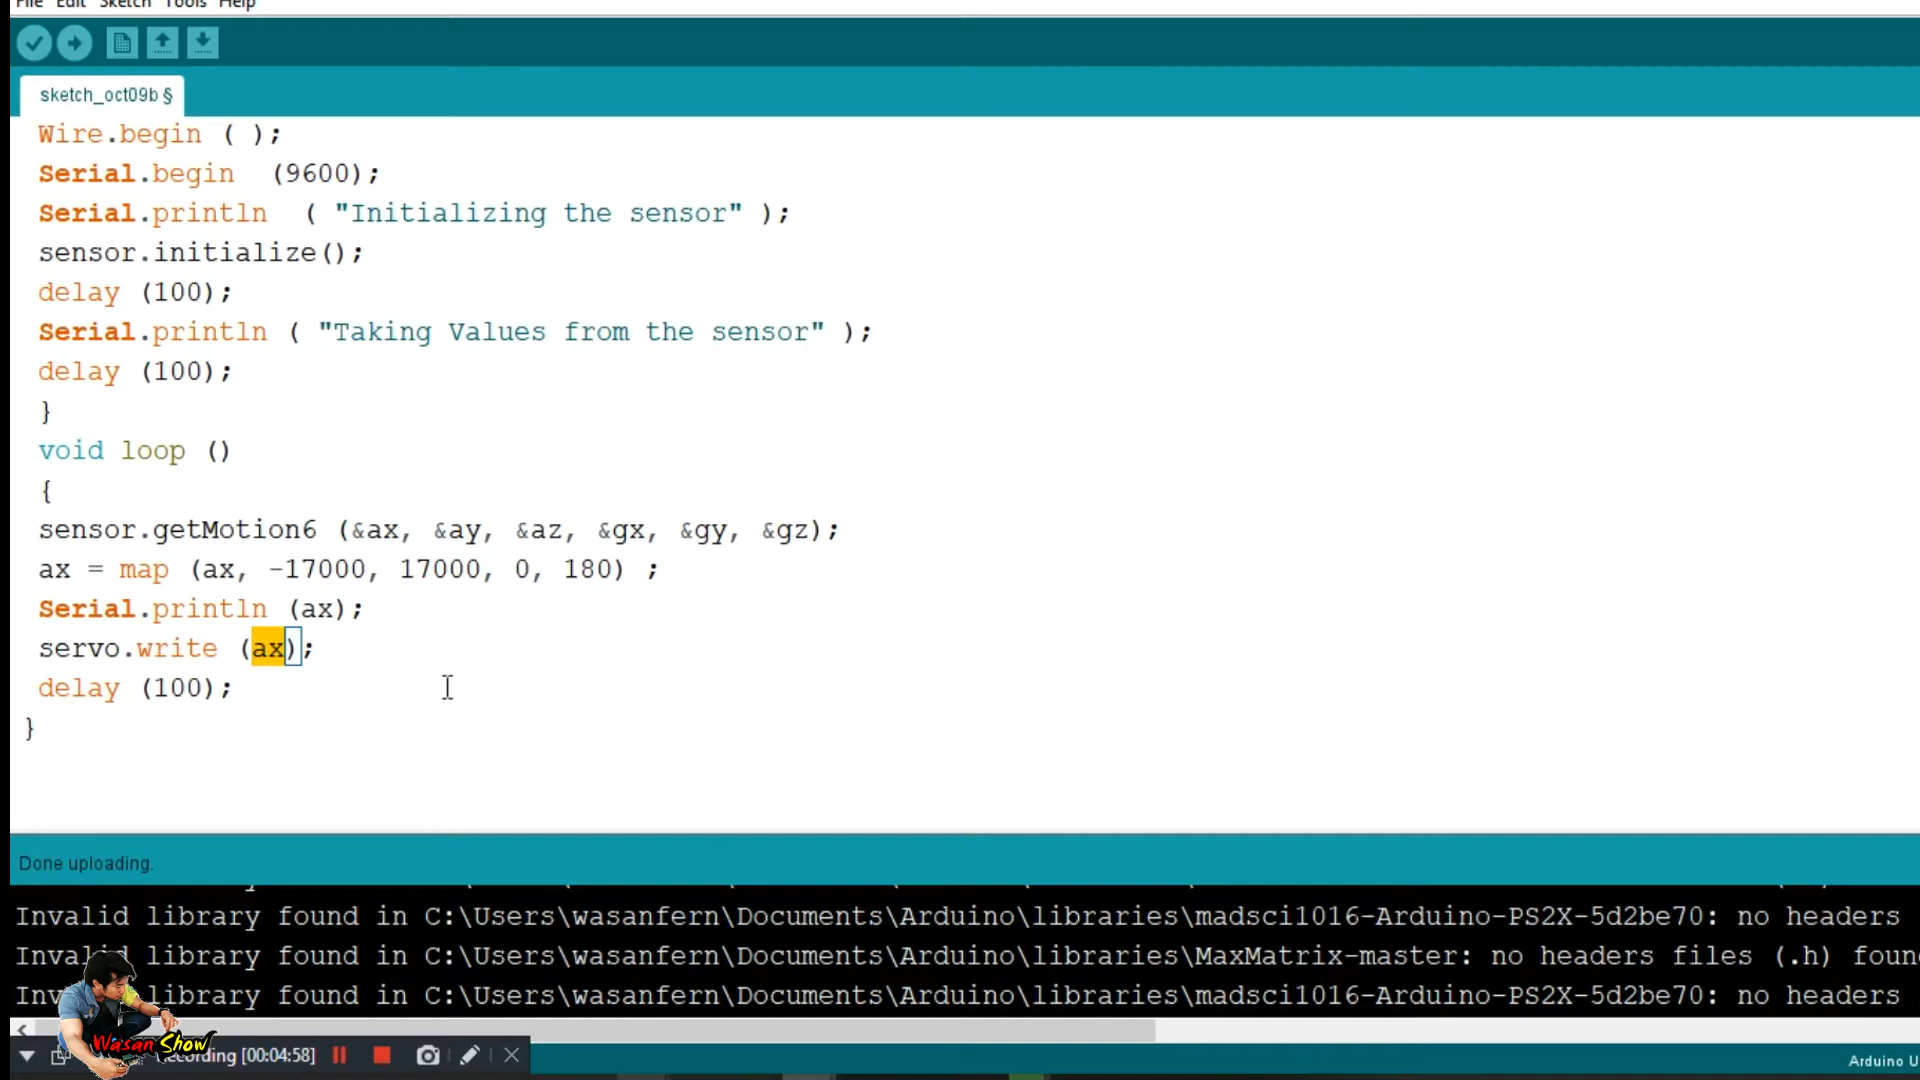 File Edit Sketch Tools Help
sketch_oct09b §
Wire.begin ( );
Serial.begin  (9600);
Serial.println  ( "Initializing the sensor" );
sensor.initialize();
delay (100);
Serial.println ( "Taking Values from the sensor" );
delay (100);
}
void loop ()
{
sensor.getMotion6 (&ax, &ay, &az, &gx, &gy, &gz);
ax = map (ax, -17000, 17000, 0, 180) ;
Serial.println (ax);
servo.write (ax);
delay (100);
}
Done uploading.
Invalid library found in C:\Users\wasanfern\Documents\Arduino\libraries\madsci1016-Arduino-PS2X-5d2be70: no headers
Invalid library found in C:\Users\wasanfern\Documents\Arduino\libraries\MaxMatrix-master: no headers files (.h) foun
Inv library found in C:\Users\wasanfern\Documents\Arduino\libraries\madsci1016-Arduino-PS2X-5d2be70: no headers
Wasan Show
ecording [00:04:58]
Arduino U